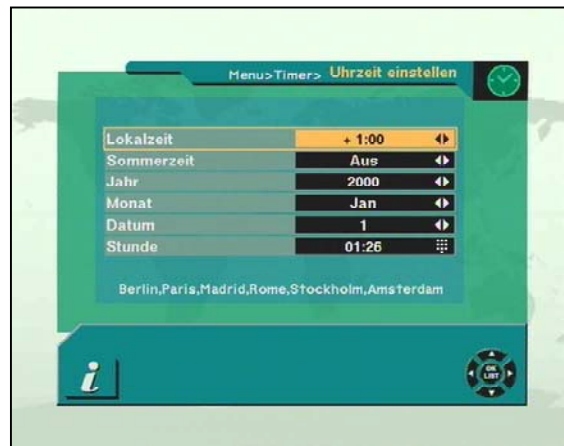 Menu>Timer> Uhrzeit einstellen
Lokalzeit + 1:00
Sommerzeit Aus
Jahr 2000
Monat Jan
Datum 1
Stunde 01:26
Berlin,Paris,Madrid,Rome,Stockholm,Amsterdam
i
OK
LIST